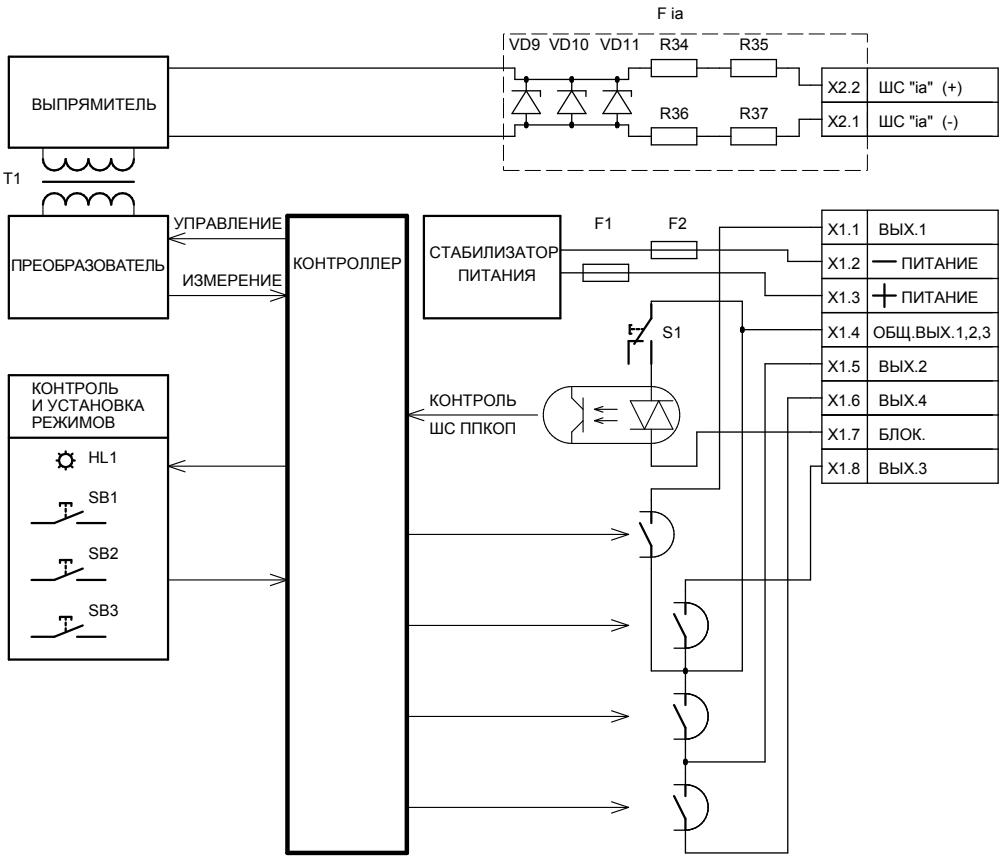 F ia
VD9 VD10 VD11 R34 R35
ВЫПРЯМИТЕЛЬ
X2.2 ШС "ia" (+)
R36 R37
X2.1 ШС "ia" (-)
T1
УПРАВЛЕНИЕ
ПРЕОБРАЗОВАТЕЛЬ
ИЗМЕРЕНИЕ
КОНТРОЛЛЕР
СТАБИЛИЗАТОР
ПИТАНИЯ
F1 F2
X1.1 ВЫХ.1
X1.2 — ПИТАНИЕ
X1.3 + ПИТАНИЕ
X1.4 ОБЩ.ВЫХ.1,2,3
X1.5 ВЫХ.2
X1.6 ВЫХ.4
X1.7 БЛОК.
X1.8 ВЫХ.3
S1
КОНТРОЛЬ
ШС ППКОП
КОНТРОЛЬ
И УСТАНОВКА
РЕЖИМОВ
HL1
SB1
SB2
SB3